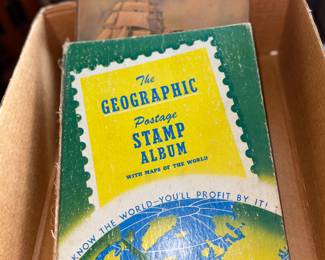 The
GEOGRAPHIC
Postage
STAMP
ALBUM
WITH MAPS OF THE WORLD
KNOW THE WORLD—YOU'LL PROFIT BY IT!